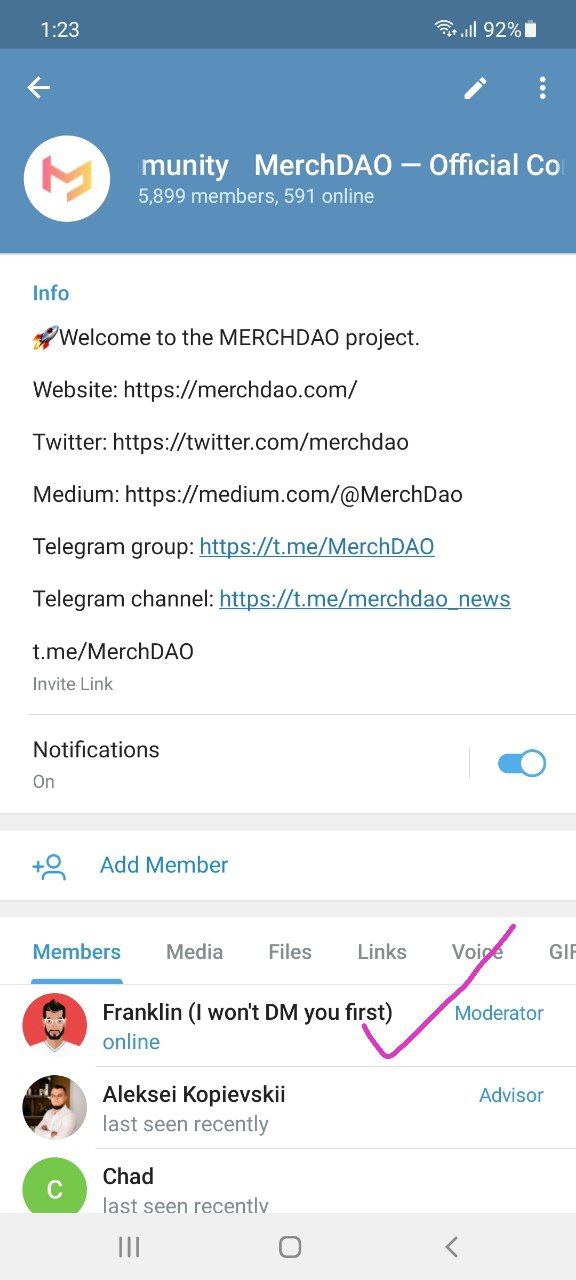 1:23 92%
munity MerchDAO — Official Co
5,899 members, 591 online
Info
🚀Welcome to the MERCHDAO project.
Website: https://merchdao.com/
Twitter: https://twitter.com/merchdao
Medium: https://medium.com/@MerchDao
Telegram group: https://t.me/MerchDAO
Telegram channel: https://t.me/merchdao_news
t.me/MerchDAO
Invite Link
Notifications
On
Add Member
Members Media Files Links Voice GIF
Franklin (I won't DM you first) Moderator
online
Aleksei Kopievskii Advisor
last seen recently
C Chad
last seen recently